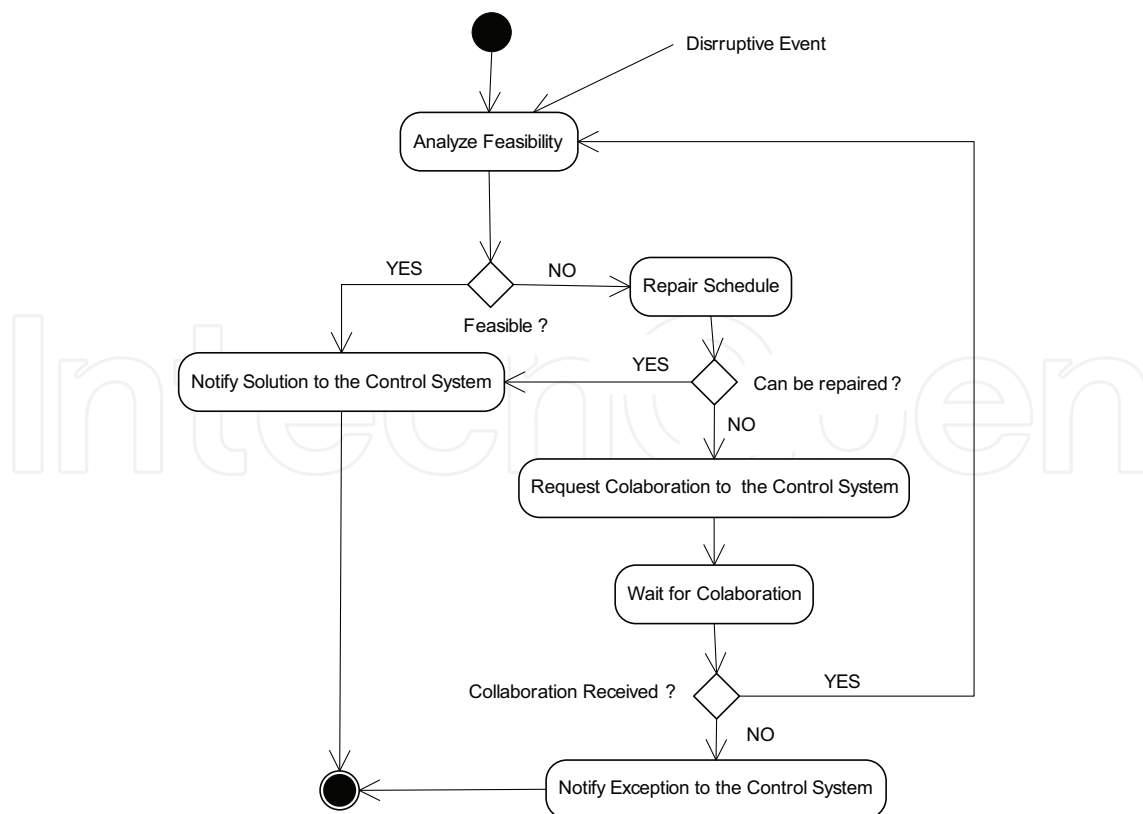 Disrruptive Event
Analyze Feasibility
YES
NO
Repair Schedule
Feasible ?
YES
Notify Solution to the Control System
Can be repaired ?
NO
Request Colaboration to the Control System
Wait for Colaboration
YES
Collaboration Received ?
NO
Notify Exception to the Control System
IntechOpen